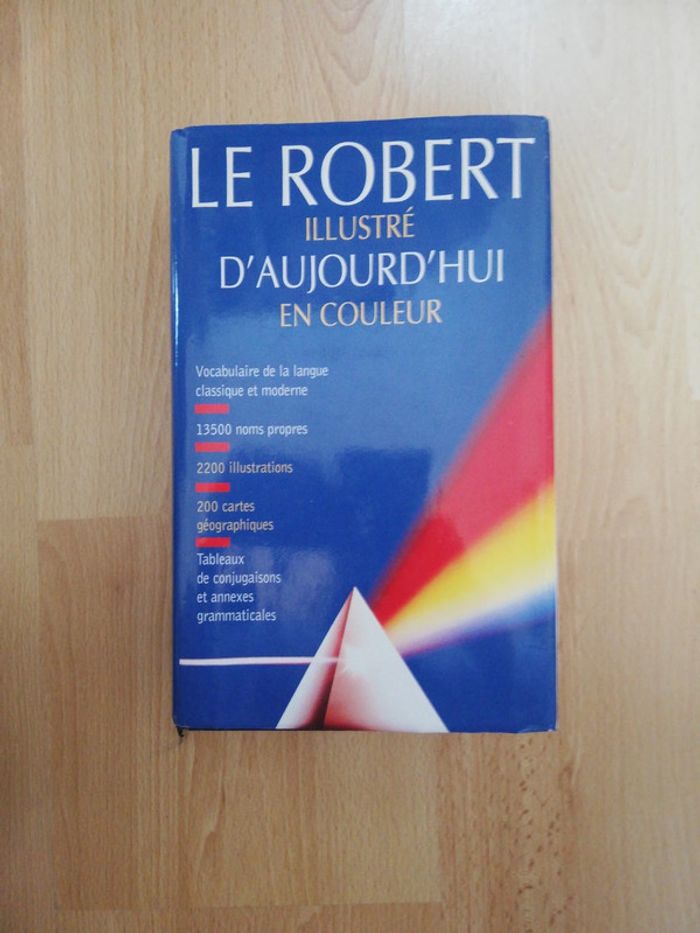 LE ROBERT
ILLUSTRÉ
D'AUJOURD'HUI
EN COULEUR
Vocabulaire de la langue
classique et moderne
13500 noms propres
2200 illustrations
200 cartes
géographiques
Tableaux
de conjugaisons
et annexes
grammaticales